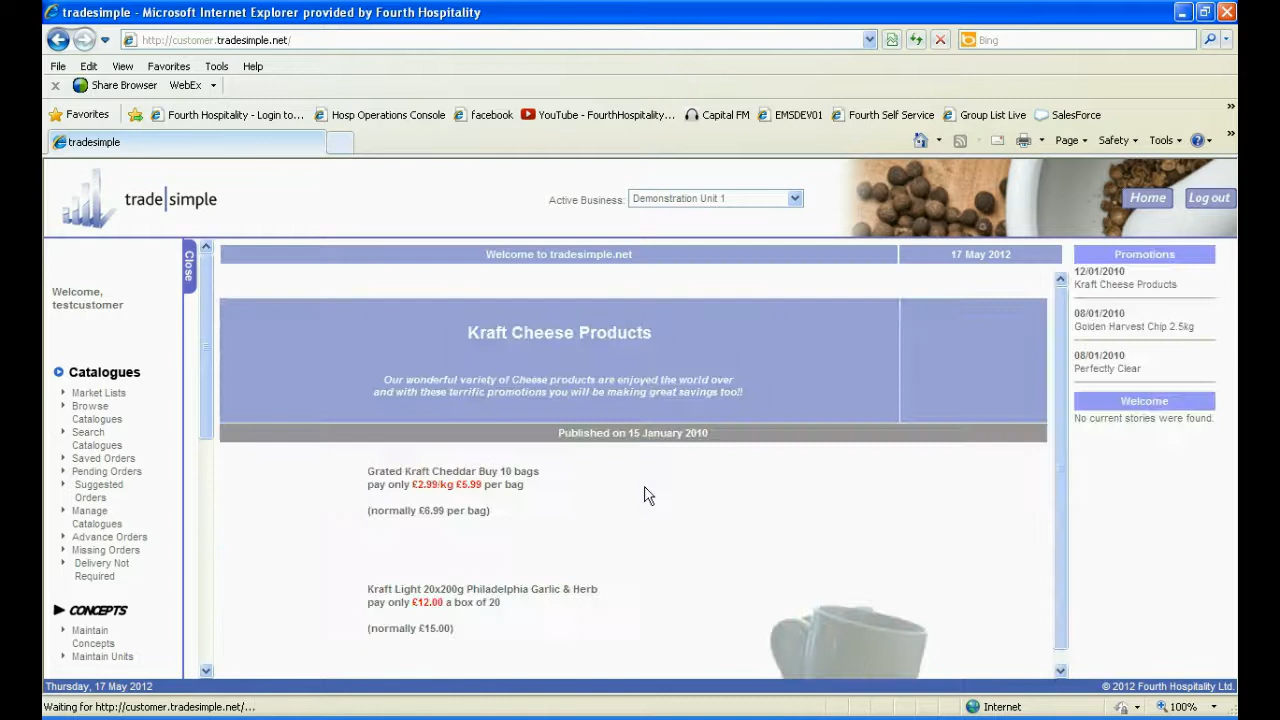 tradesimple - Microsoft Internet Explorer provided by Fourth Hospitality
http://customer.tradesimple.net/
Bing
File Edit View Favorites Tools Help
Share Browser WebEx
Favorites Fourth Hospitality - Login to... Hosp Operations Console facebook YouTube - FourthHospitality... Capital FM EMSDEV01 Fourth Self Service Group List Live SalesForce
tradesimple
Page Safety Tools
trade|simple
Active Business: Demonstration Unit 1
Home Log out
Close
Welcome,
testcustomer
Catalogues
Market Lists
Browse
Catalogues
Search
Catalogues
Saved Orders
Pending Orders
Suggested
Orders
Manage
Catalogues
Advance Orders
Missing Orders
Delivery Not
Required
CONCEPTS
Maintain
Concepts
Maintain Units
Welcome to tradesimple.net 17 May 2012
Kraft Cheese Products
Our wonderful variety of Cheese products are enjoyed the world over
and with these terrific promotions you will be making great savings too!!
Published on 15 January 2010
Grated Kraft Cheddar Buy 10 bags
pay only £2.99/kg £5.99 per bag
(normally £6.99 per bag)
Kraft Light 20x200g Philadelphia Garlic & Herb
pay only £12.00 a box of 20
(normally £15.00)
Promotions
12/01/2010
Kraft Cheese Products
08/01/2010
Golden Harvest Chip 2.5kg
08/01/2010
Perfectly Clear
Welcome
No current stories were found.
Thursday, 17 May 2012 © 2012 Fourth Hospitality Ltd.
Waiting for http://customer.tradesimple.net/... Internet 100%